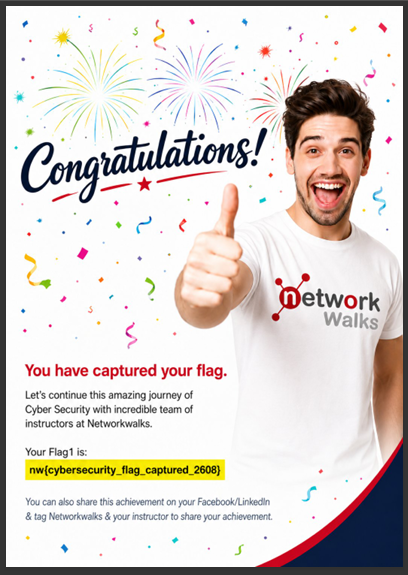 Congratulations!
network
Walks
You have captured your flag.
Let's continue this amazing journey of
Cyber Security with incredible team of
instructors at Networkwalks.
Your Flag1 is:
nw{cybersecurity_flag_captured_2608}
You can also share this achievement on your Facebook/LinkedIn
& tag Networkwalks & your instructor to share your achievement.